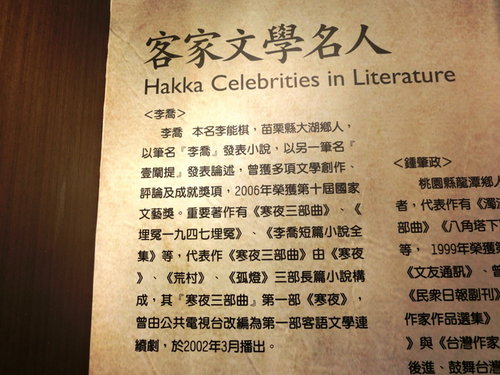 客家文學名人
Hakka Celebrities in Literature
<李喬>
李喬 本名李能棋，苗栗縣大湖鄉人，
以筆名『李喬』發表小說，以另一筆名『
壹闡提』發表論述，曾獲多項文學創作、
評論及成就獎項，2006年榮獲第十屆國家
文藝獎。重要著作有《寒夜三部曲》、《
埋冤一九四七埋冤》、《李喬短篇小說全
集》等，代表作《寒夜三部曲》由《寒夜
》、《荒村》、《孤燈》三部長篇小說構
成，其『寒夜三部曲』第一部《寒夜》，
曾由公共電視台改編為第一部客語文學連
續劇，於2002年3月播出。
<鍾肇政>
桃園縣龍潭鄉人
者，代表作有《濁流
部曲》《八角塔下
等， 1999年榮獲第
《文友通訊》、曾
《民衆日報副刊》
作家作品選集》
》與《台灣作家
後進、鼓舞台灣